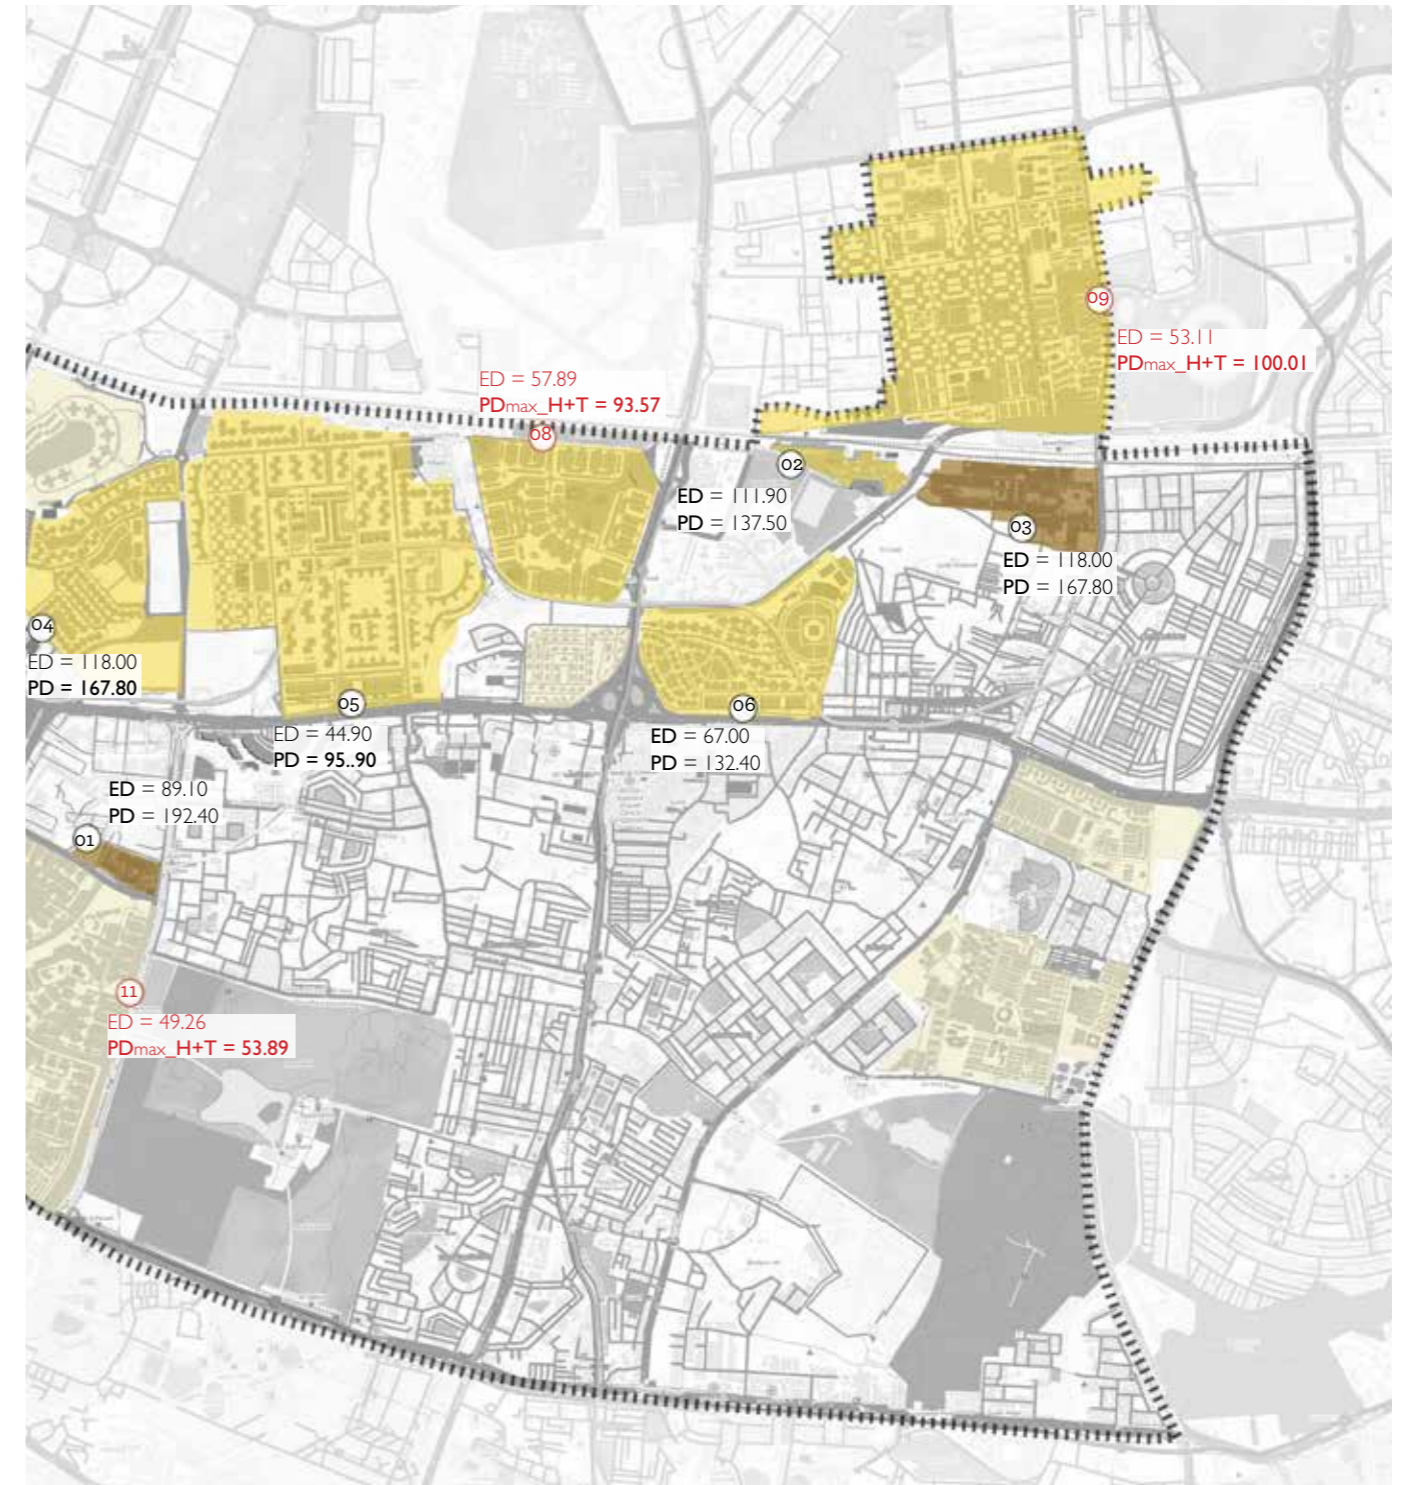 09
ED = 53.11
PDmax_H+T = 100.01
ED = 57.89
PDmax_H+T = 93.57
08
02
ED = 111.90
PD = 137.50
03
ED = 118.00
PD = 167.80
04
ED = 118.00
PD = 167.80
05
ED = 44.90
PD = 95..90
06
ED = 67.00
PD = 132.40
ED = 89.10
PD = 192.40
01
11
ED = 49.26
PDmax_H+T = 53.89